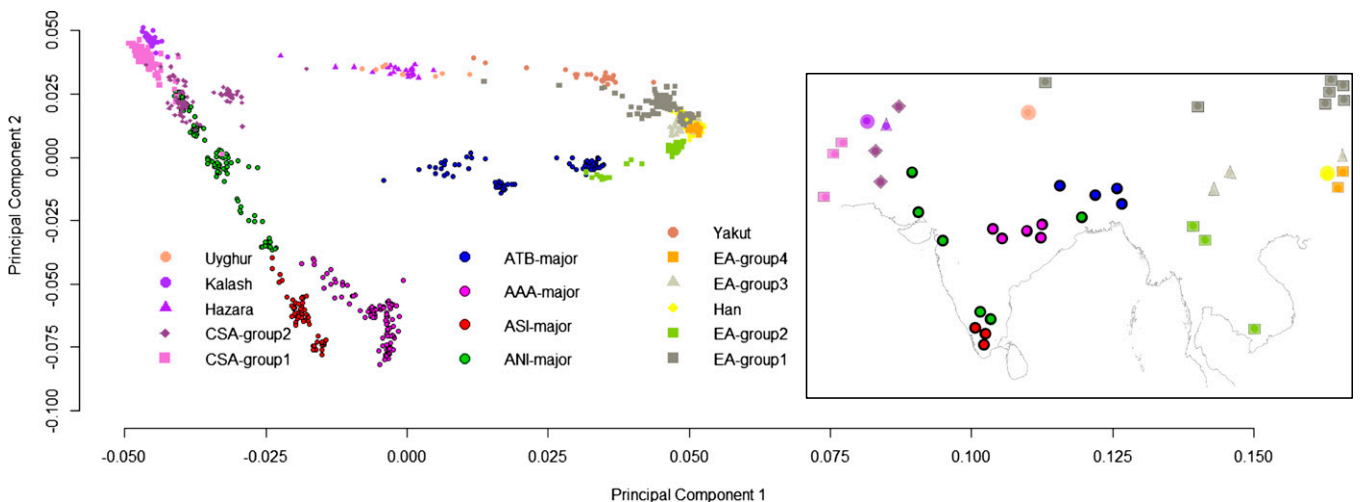 0.050
0.025
0.000
-0.025
-0.050
-0.075
-0.100
Principal Component 2
Uyghur
Kalash
Hazara
CSA-group2
CSA-group1
ATB-major
AAA-major
ASI-major
ANI-major
Yakut
EA-group4
EA-group3
Han
EA-group2
EA-group1
-0.050 -0.025 0.000 0.025 0.050 0.075 0.100 0.125 0.150
Principal Component 1